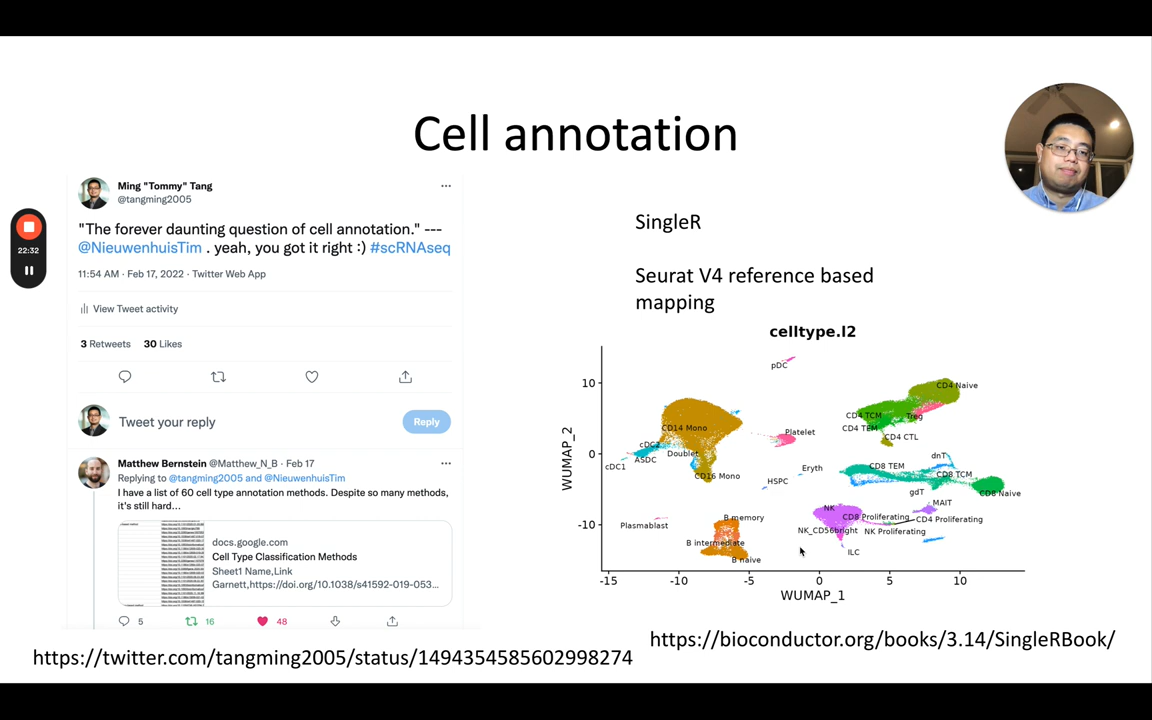 Cell annotation
Ming "Tommy" Tang
@tangming2005
"The forever daunting question of cell annotation." ---
@NieuwenhuisTim . yeah, you got it right :) #scRNAseq
11:54 AM · Feb 17, 2022 · Twitter Web App
View Tweet activity
3 Retweets 30 Likes
Tweet your reply
Reply
Matthew Bernstein @Matthew_N_B · Feb 17
Replying to @tangming2005 and @NieuwenhuisTim
I have a list of 60 cell type annotation methods. Despite so many methods,
it's still hard...
docs.google.com
Cell Type Classification Methods
Sheet1 Name,Link
Garnett,https://doi.org/10.1038/s41592-019-053...
5 16 48
https://twitter.com/tangming2005/status/1494354585602998274
22:32
SingleR
Seurat V4 reference based
mapping
celltype.l2
WUMAP_2
10
0
-10
pDC
CD4 Naive
CD4 TCM
Treg
CD4 TEM
CD4 CTL
CD14 Mono
Platelet
cDC2
Doublet
ASDC
cDC1
CD16 Mono
Eryth
HSPC
dnT
CD8 TEM
CD8 TCM
CD8 Naive
gdT
MAIT
NK
CD8 Proliferating
CD4 Proliferating
NK Proliferating
NK_CD56bright
ILC
Plasmablast
B memory
B intermediate
B naive
-15 -10 -5 0 5 10
WUMAP_1
https://bioconductor.org/books/3.14/SingleRBook/